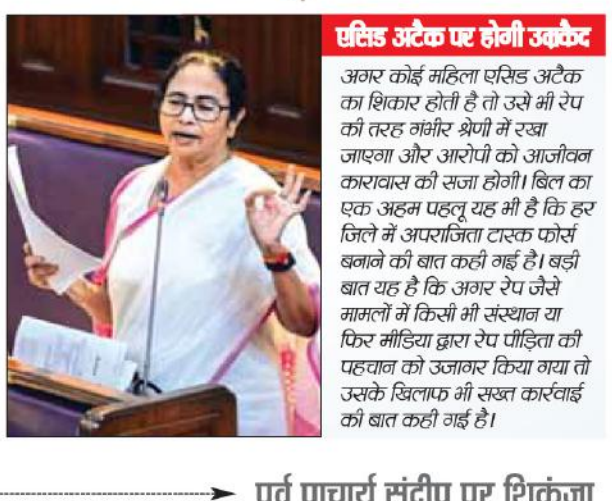 एसिड अटैक पर होगी उम्रकैद
अगर कोई महिला एसिड अटैक
का शिकार होती है तो उसे भी रेप
की तरह गंभीर श्रेणी में रखा
जाएगा और आरोपी को आजीवन
कारावास की सजा होगी। बिल का
एक अहम पहलू यह भी है कि हर
जिले में अपराजिता टास्क फोर्स
बनाने की बात कही गई है। बड़ी
बात यह है कि अगर रेप जैसे
मामलों में किसी भी संस्थान या
फिर मीडिया द्वारा रेप पीड़िता की
पहचान को उजागर किया गया तो
उसके खिलाफ भी सख्त कार्रवाई
की बात कही गई है।
पूर्व प्राचार्य संदीप पर शिकंजा